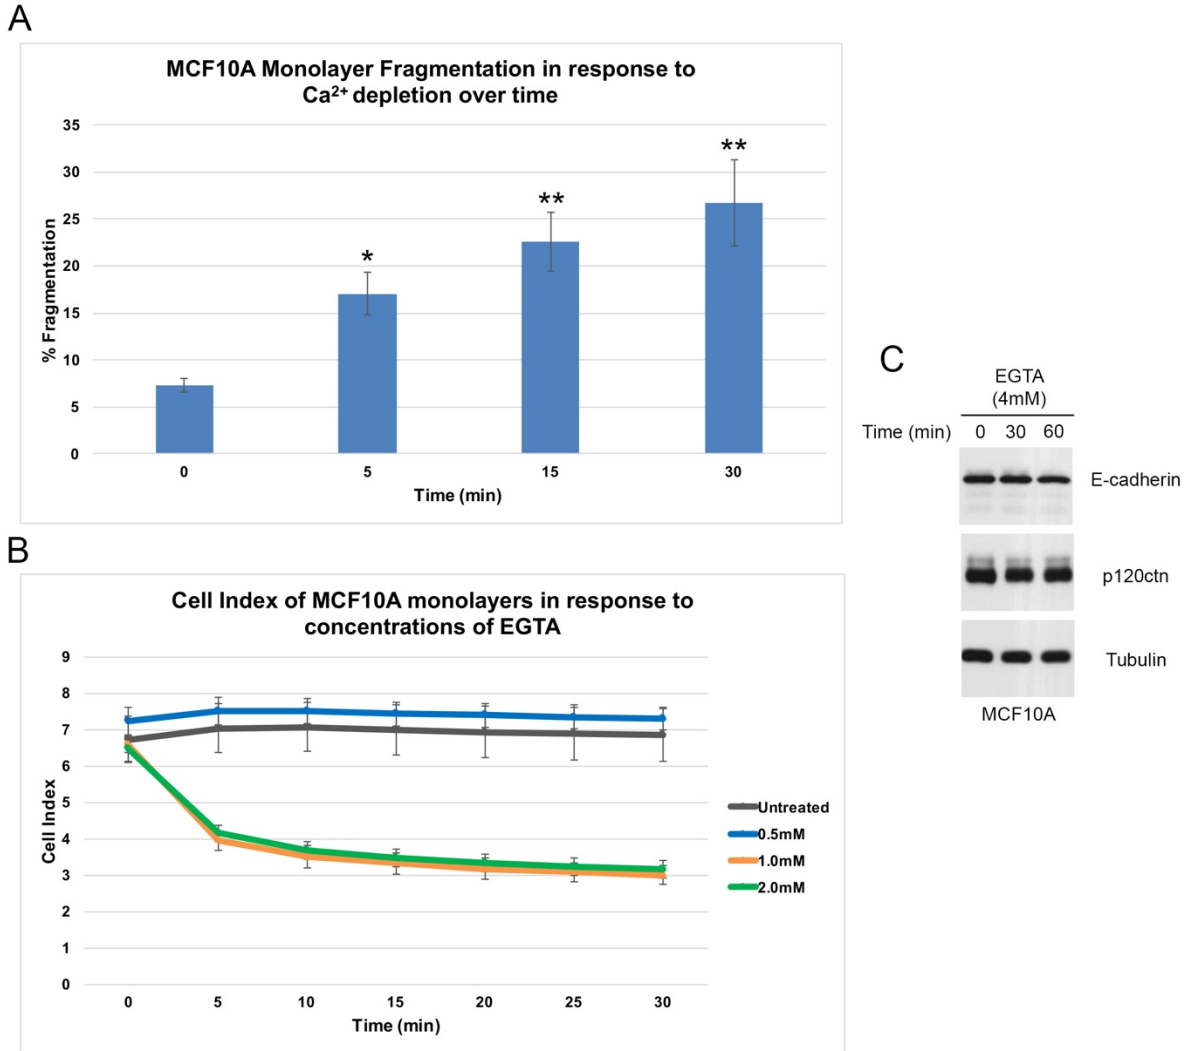 A
MCF10A Monolayer Fragmentation in response to
Ca²⁺ depletion over time
% Fragmentation
35
30
25
20
15
10
5
0
*
**
**
0 5 15 30
Time (min)
B
Cell Index of MCF10A monolayers in response to
concentrations of EGTA
Cell Index
9
8
7
6
5
4
3
2
1
0
0 5 10 15 20 25 30
Time (min)
Untreated
0.5mM
1.0mM
2.0mM
C
EGTA
(4mM)
Time (min) 0 30 60
E-cadherin
p120ctn
Tubulin
MCF10A